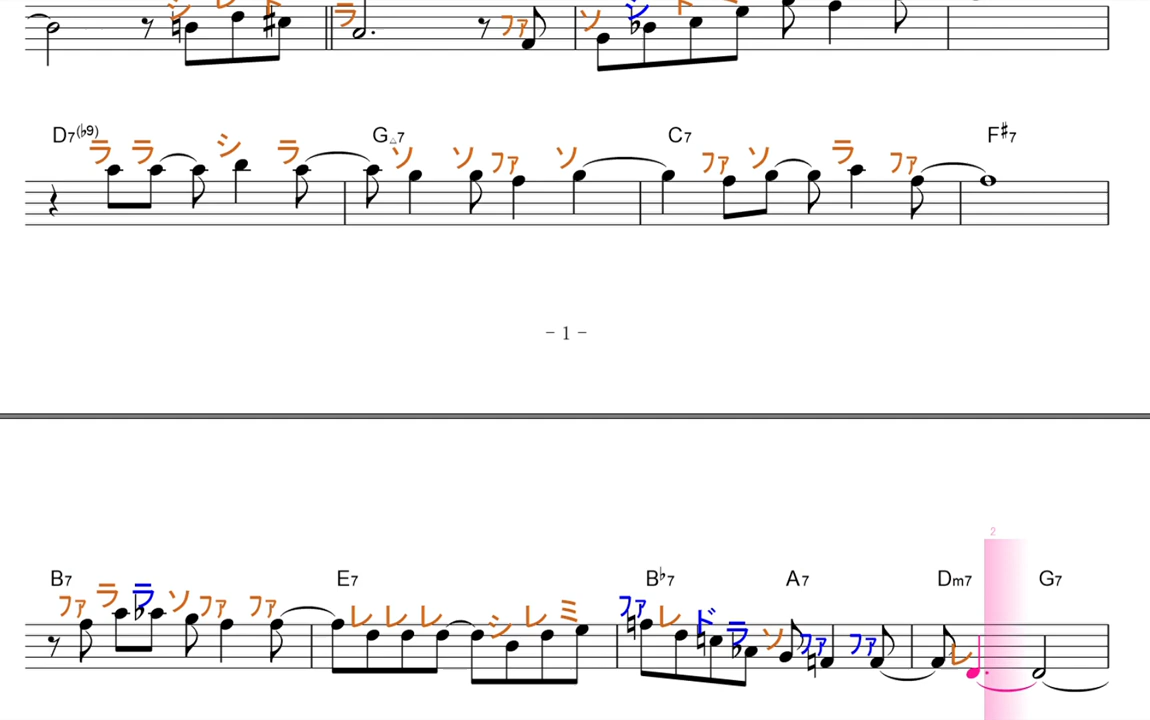 シ レ ド ラ ファ ソ シ ド ミ
D7(♭9) G△7 C7 F♯7
ララシラソソファソファソラファ
- 1 -
2
B7 E7 B♭7 A7 Dm7 G7
ファララソファファレレレシレミファレドラソファファレ